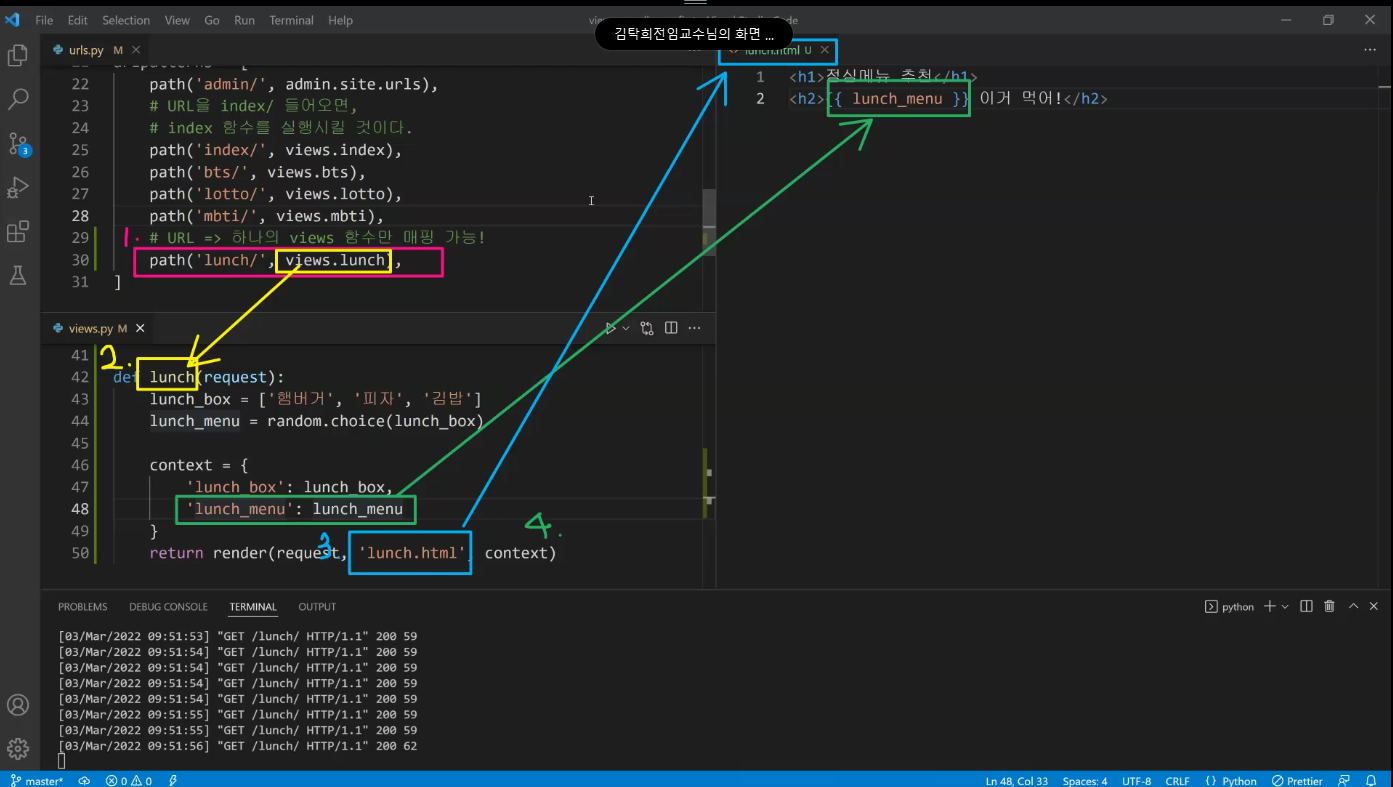 File Edit Selection View Go Run Terminal Help
김탁희전임교수님의 화면 ...
urls.py M
22 path('admin/', admin.site.urls),
23 # URL을 index/ 들어오면,
24 # index 함수를 실행시킬 것이다.
25 path('index/', views.index),
26 path('bts/', views.bts),
27 path('lotto/', views.lotto),
28 path('mbti/', views.mbti),
1. 29 # URL => 하나의 views 함수만 매핑 가능!
30 path('lunch/', views.lunch),
31 ]
lunch.html U
1 <h1>점심메뉴 추천</h1>
2 <h2>{{ lunch_menu }} 이거 먹어!</h2>
views.py M
41
2.
42 def lunch(request):
43 lunch_box = ['햄버거', '피자', '김밥']
44 lunch_menu = random.choice(lunch_box)
45
46 context = {
47 'lunch_box': lunch_box,
48 'lunch_menu': lunch_menu
49 }
3 4.
50 return render(request, 'lunch.html', context)
PROBLEMS DEBUG CONSOLE TERMINAL OUTPUT
python
[03/Mar/2022 09:51:53] "GET /lunch/ HTTP/1.1" 200 59
[03/Mar/2022 09:51:54] "GET /lunch/ HTTP/1.1" 200 59
[03/Mar/2022 09:51:54] "GET /lunch/ HTTP/1.1" 200 59
[03/Mar/2022 09:51:54] "GET /lunch/ HTTP/1.1" 200 59
[03/Mar/2022 09:51:54] "GET /lunch/ HTTP/1.1" 200 59
[03/Mar/2022 09:51:55] "GET /lunch/ HTTP/1.1" 200 59
[03/Mar/2022 09:51:55] "GET /lunch/ HTTP/1.1" 200 59
[03/Mar/2022 09:51:56] "GET /lunch/ HTTP/1.1" 200 62
3
master* 0 0 Ln 48, Col 33 Spaces: 4 UTF-8 CRLF {} Python Prettier